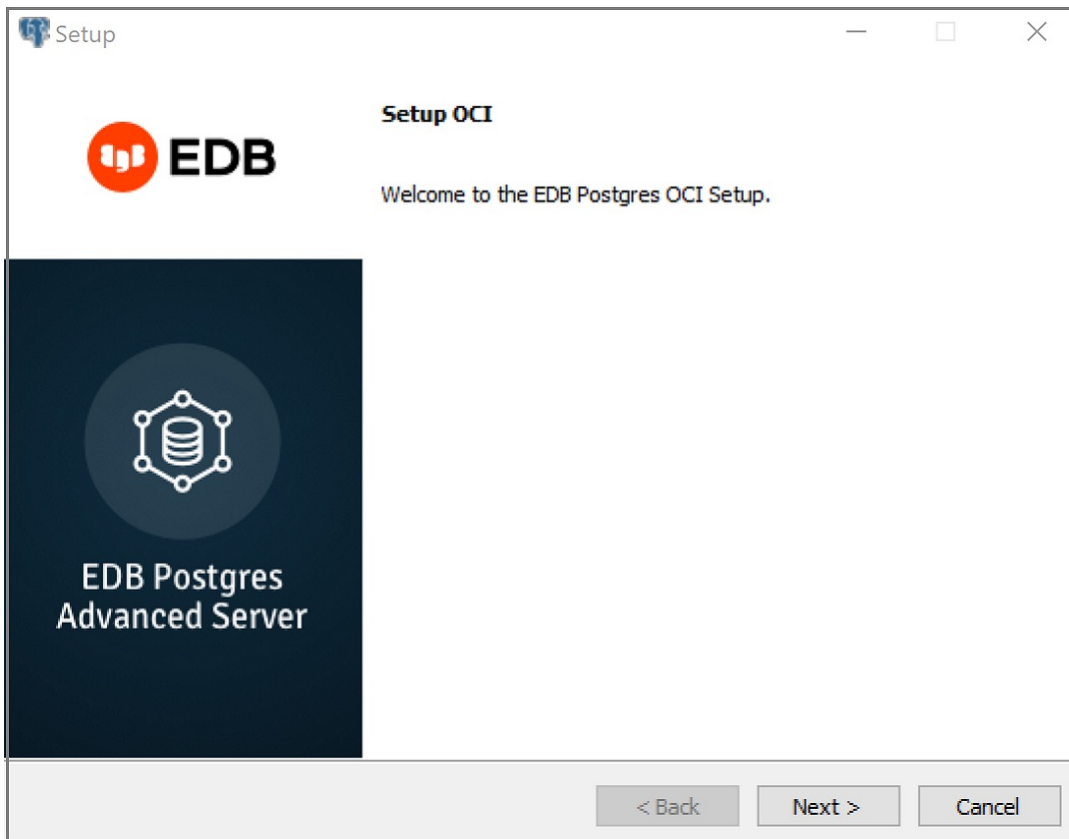 Setup
EDB
Setup OCI
Welcome to the EDB Postgres OCI Setup.
EDB Postgres
Advanced Server
< Back
Next >
Cancel